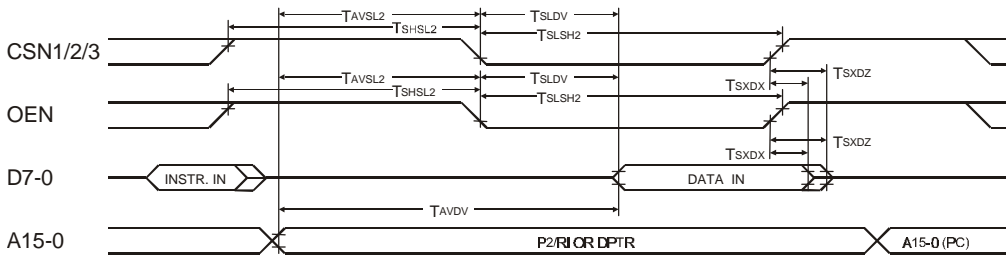 TAVSL2 TSLDV
TSHSL2 TSLSH2
CSN1/2/3
TAVSL2 TSLDV TSXDZ
TSHSL2 TSLSH2 TSXDX
OEN
TSXDZ
TSXDX
D7-0 INSTR. IN DATA IN
TAVDV
A15-0 P2/RI OR DPTR A15-0 (PC)